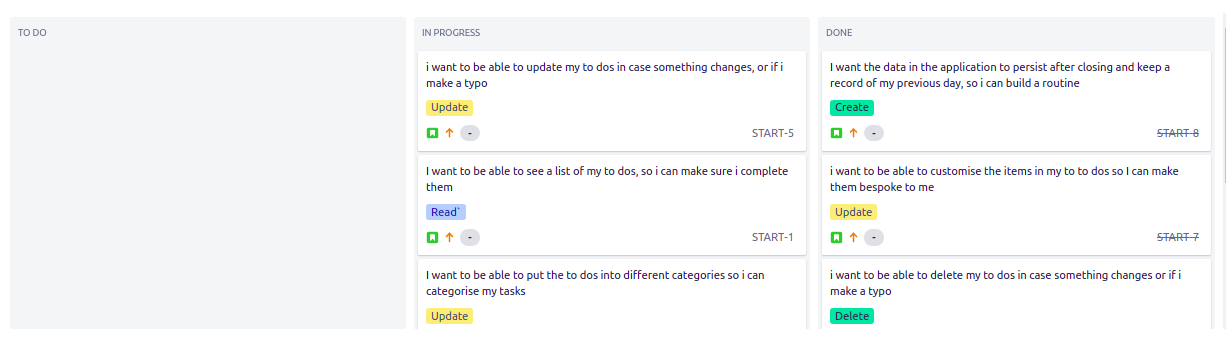 TO DO
IN PROGRESS
i want to be able to update my to dos in case something changes, or if i
make a typo
Update
-
START-5
I want to be able to see a list of my to dos, so i can make sure i complete
them
Read`
-
START-1
I want to be able to put the to dos into different categories so i can
categorise my tasks
Update
DONE
I want the data in the application to persist after closing and keep a
record of my previous day, so i can build a routine
Create
-
START-8
i want to be able to customise the items in my to to dos so I can make
them bespoke to me
Update
-
START-7
i want to be able to delete my to dos in case something changes or if i
make a typo
Delete